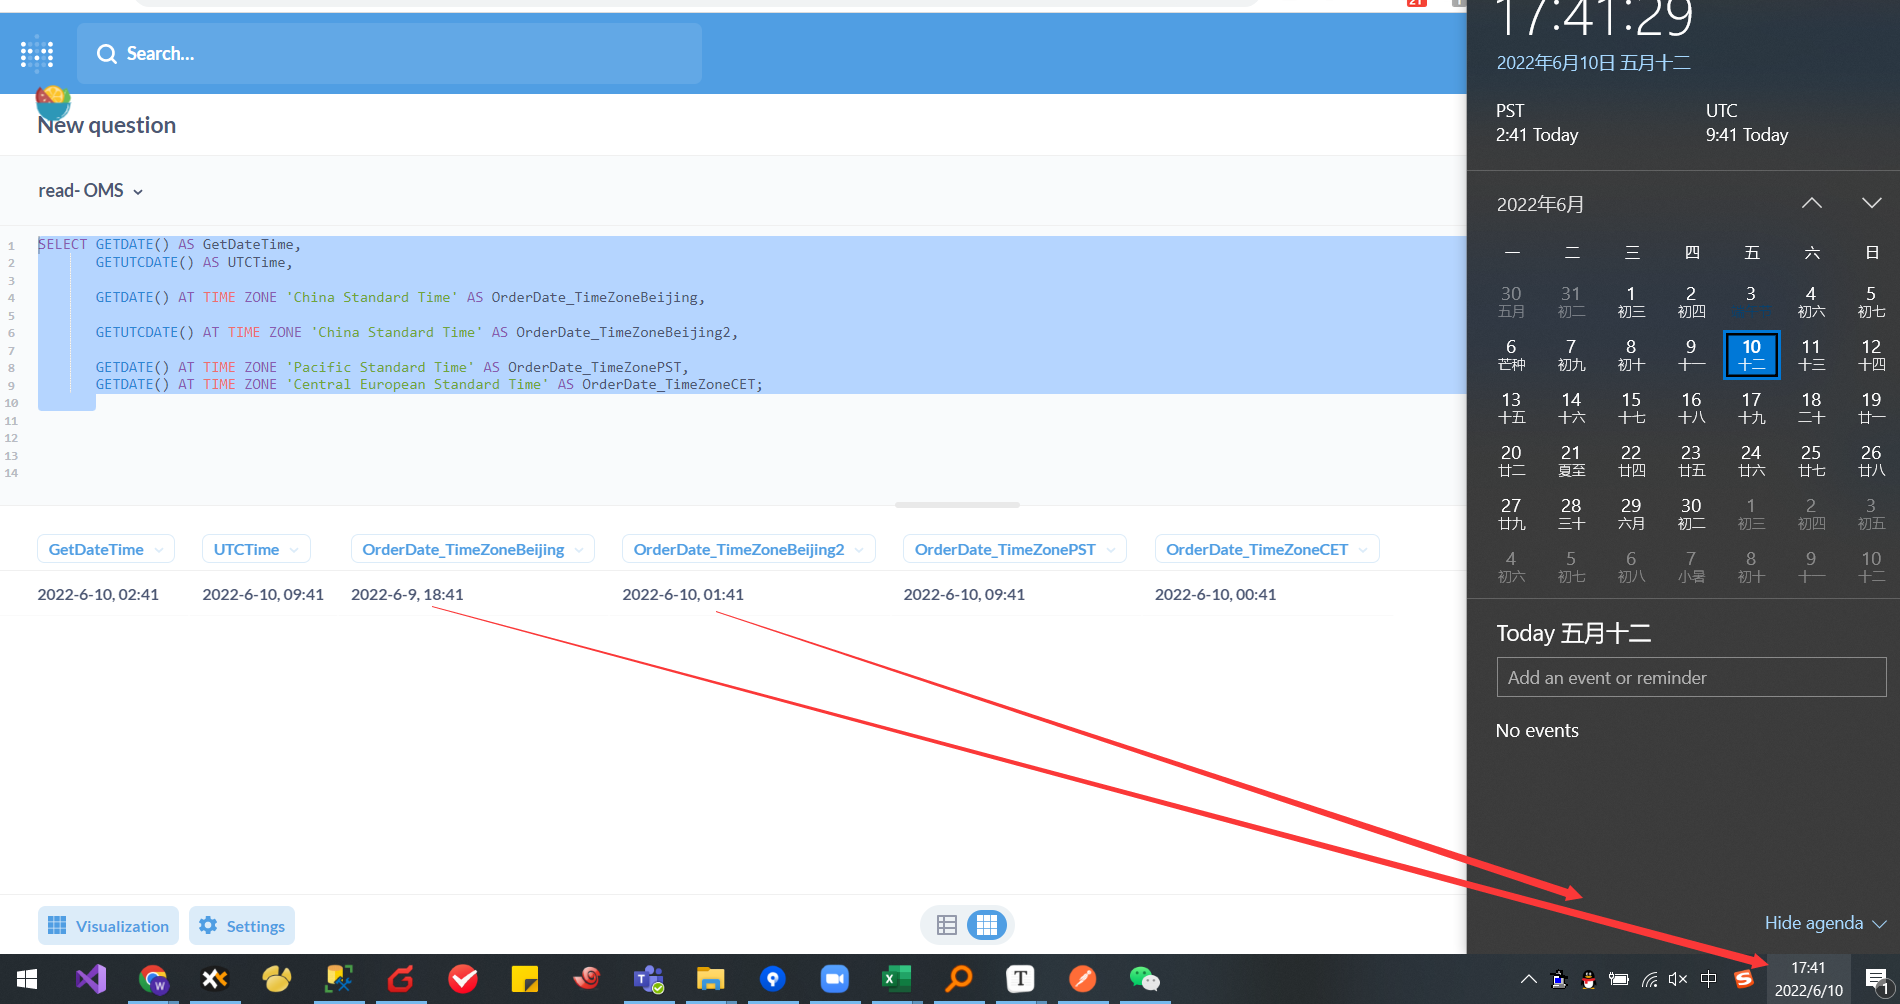 21
Search...
New question
read- OMS
1 SELECT GETDATE() AS GetDateTime,
2 GETUTCDATE() AS UTCTime,
3
4 GETDATE() AT TIME ZONE 'China Standard Time' AS OrderDate_TimeZoneBeijing,
5
6 GETUTCDATE() AT TIME ZONE 'China Standard Time' AS OrderDate_TimeZoneBeijing2,
7
8 GETDATE() AT TIME ZONE 'Pacific Standard Time' AS OrderDate_TimeZonePST,
9 GETDATE() AT TIME ZONE 'Central European Standard Time' AS OrderDate_TimeZoneCET;
10
11
12
13
14
GetDateTime UTCTime OrderDate_TimeZoneBeijing OrderDate_TimeZoneBeijing2 OrderDate_TimeZonePST OrderDate_TimeZoneCET
2022-6-10, 02:41 2022-6-10, 09:41 2022-6-9, 18:41 2022-6-10, 01:41 2022-6-10, 09:41 2022-6-10, 00:41
Visualization Settings
17:41:29
2022年6月10日 五月十二
PST UTC
2:41 Today 9:41 Today
2022年6月
一 二 三 四 五 六 日
30 31 1 2 3 4 5
五月 初二 初三 初四 初六 初七
6 7 8 9 10 11 12
芒种 初九 初十 十一 十二 十三 十四
13 14 15 16 17 18 19
十五 十六 十七 十八 十九 二十 廿一
20 21 22 23 24 25 26
廿二 夏至 廿四 廿五 廿六 廿七 廿八
27 28 29 30 1 2 3
廿九 三十 六月 初二 初三 初四 初五
4 5 6 7 8 9 10
初六 初七 初八 小暑 初十 十一 十二
Today 五月十二
Add an event or reminder
No events
Hide agenda
W T 中 S
17:41
2022/6/10
1